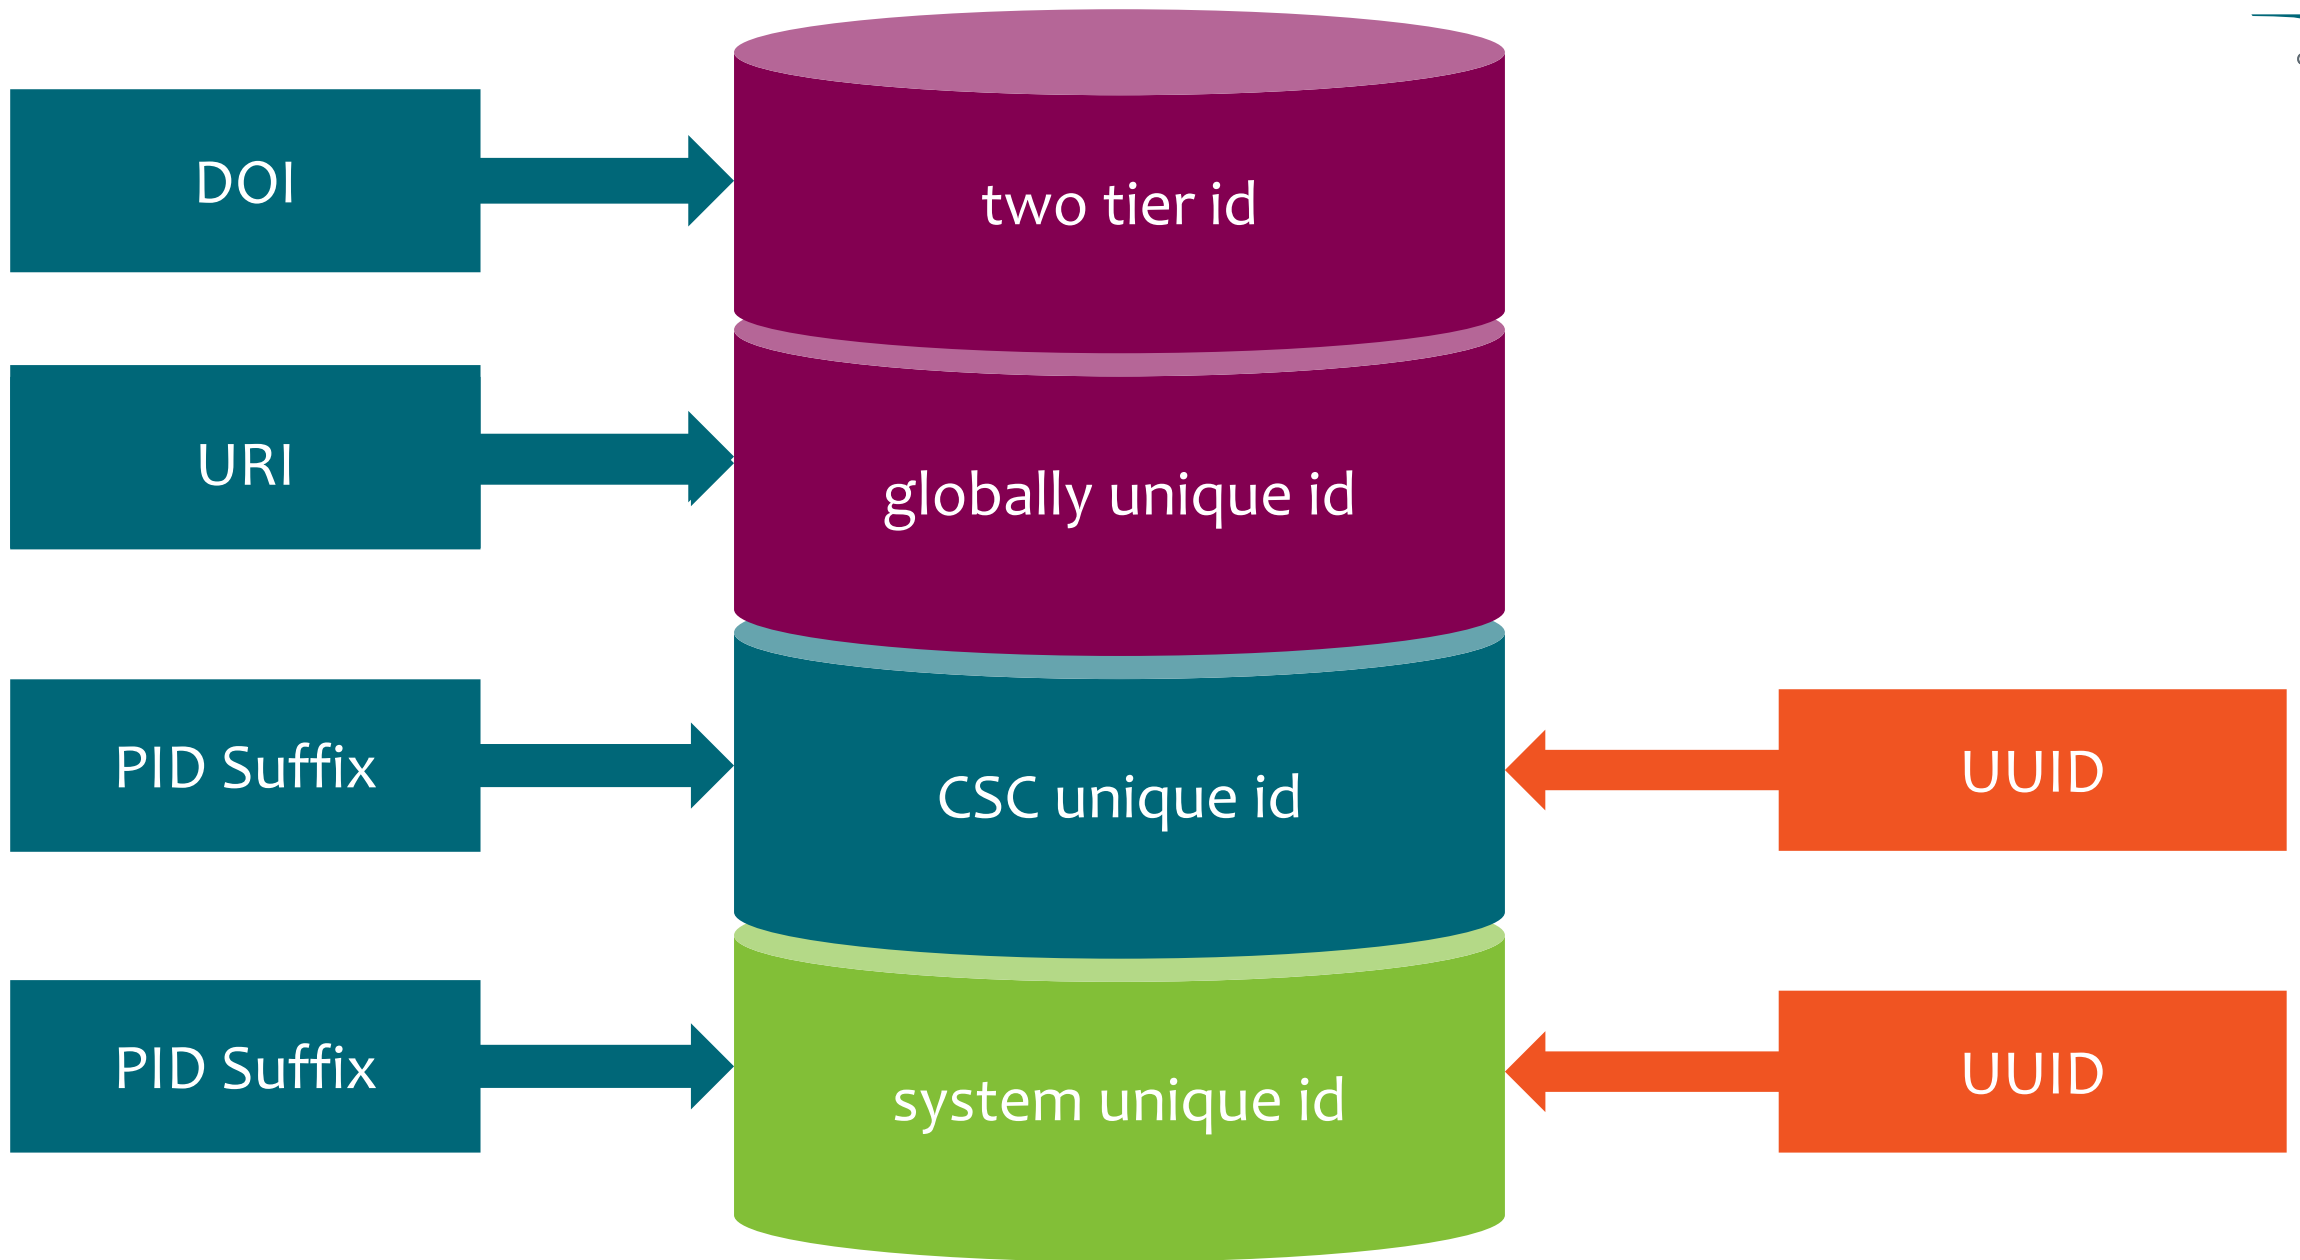 DOI
two tier id
URI
globally unique id
PID Suffix
CSC unique id
UUID
PID Suffix
system unique id
UUID